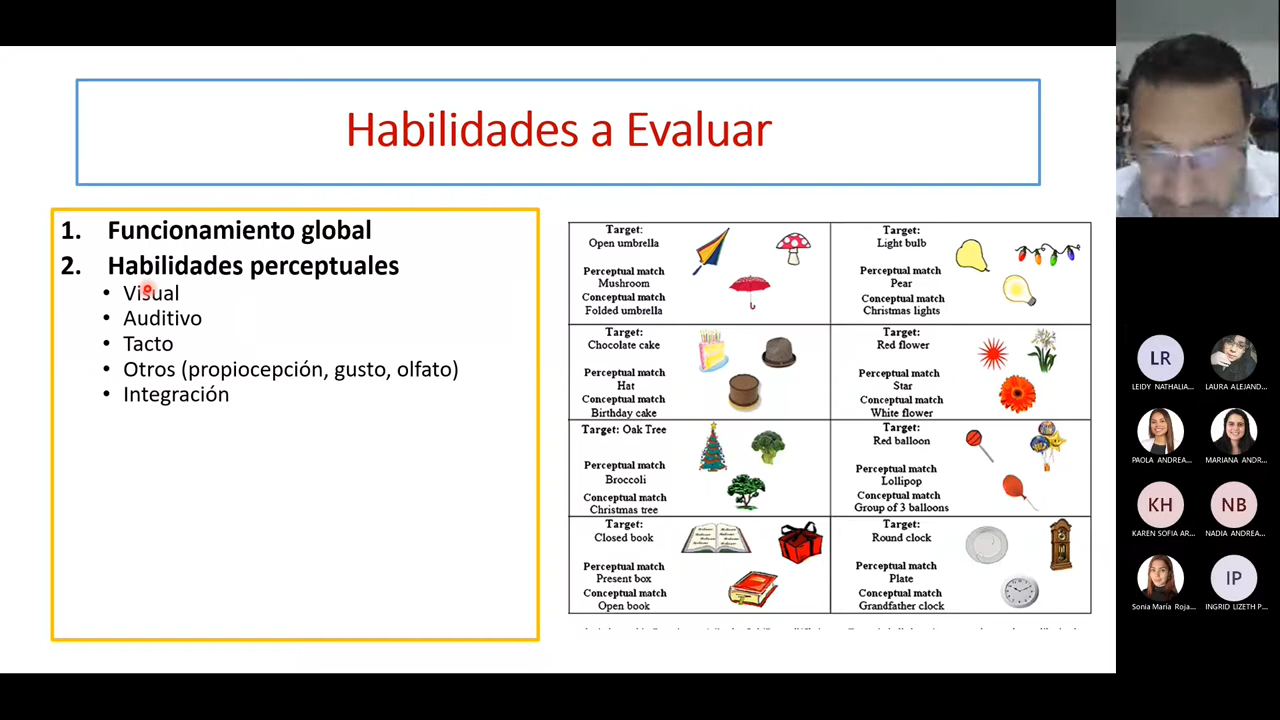 Habilidades a Evaluar
1. Funcionamiento global
2. Habilidades perceptuales
• Visual
• Auditivo
• Tacto
• Otros (propiocepción, gusto, olfato)
• Integración
Target:
Open umbrella
Perceptual match
Mushroom
Conceptual match
Folded umbrella
Target:
Light bulb
Perceptual match
Pear
Conceptual match
Christmas lights
Target:
Chocolate cake
Perceptual match
Hat
Conceptual match
Birthday cake
Target:
Red flower
Perceptual match
Star
Conceptual match
White flower
Target: Oak Tree
Perceptual match
Broccoli
Conceptual match
Christmas tree
Target:
Red balloon
Perceptual match
Lollipop
Conceptual match
Group of 3 balloons
Target:
Closed book
Perceptual match
Present box
Conceptual match
Open book
Target:
Round clock
Perceptual match
Plate
Conceptual match
Grandfather clock
LR
LEIDY NATHALIA...
LAURA ALEJAND...
PAOLA ANDREA...
MARIANA ANDR...
KH
KAREN SOFIA AR...
NB
NADIA ANDREA...
Sonia María Roja...
IP
INGRID LIZETH P...